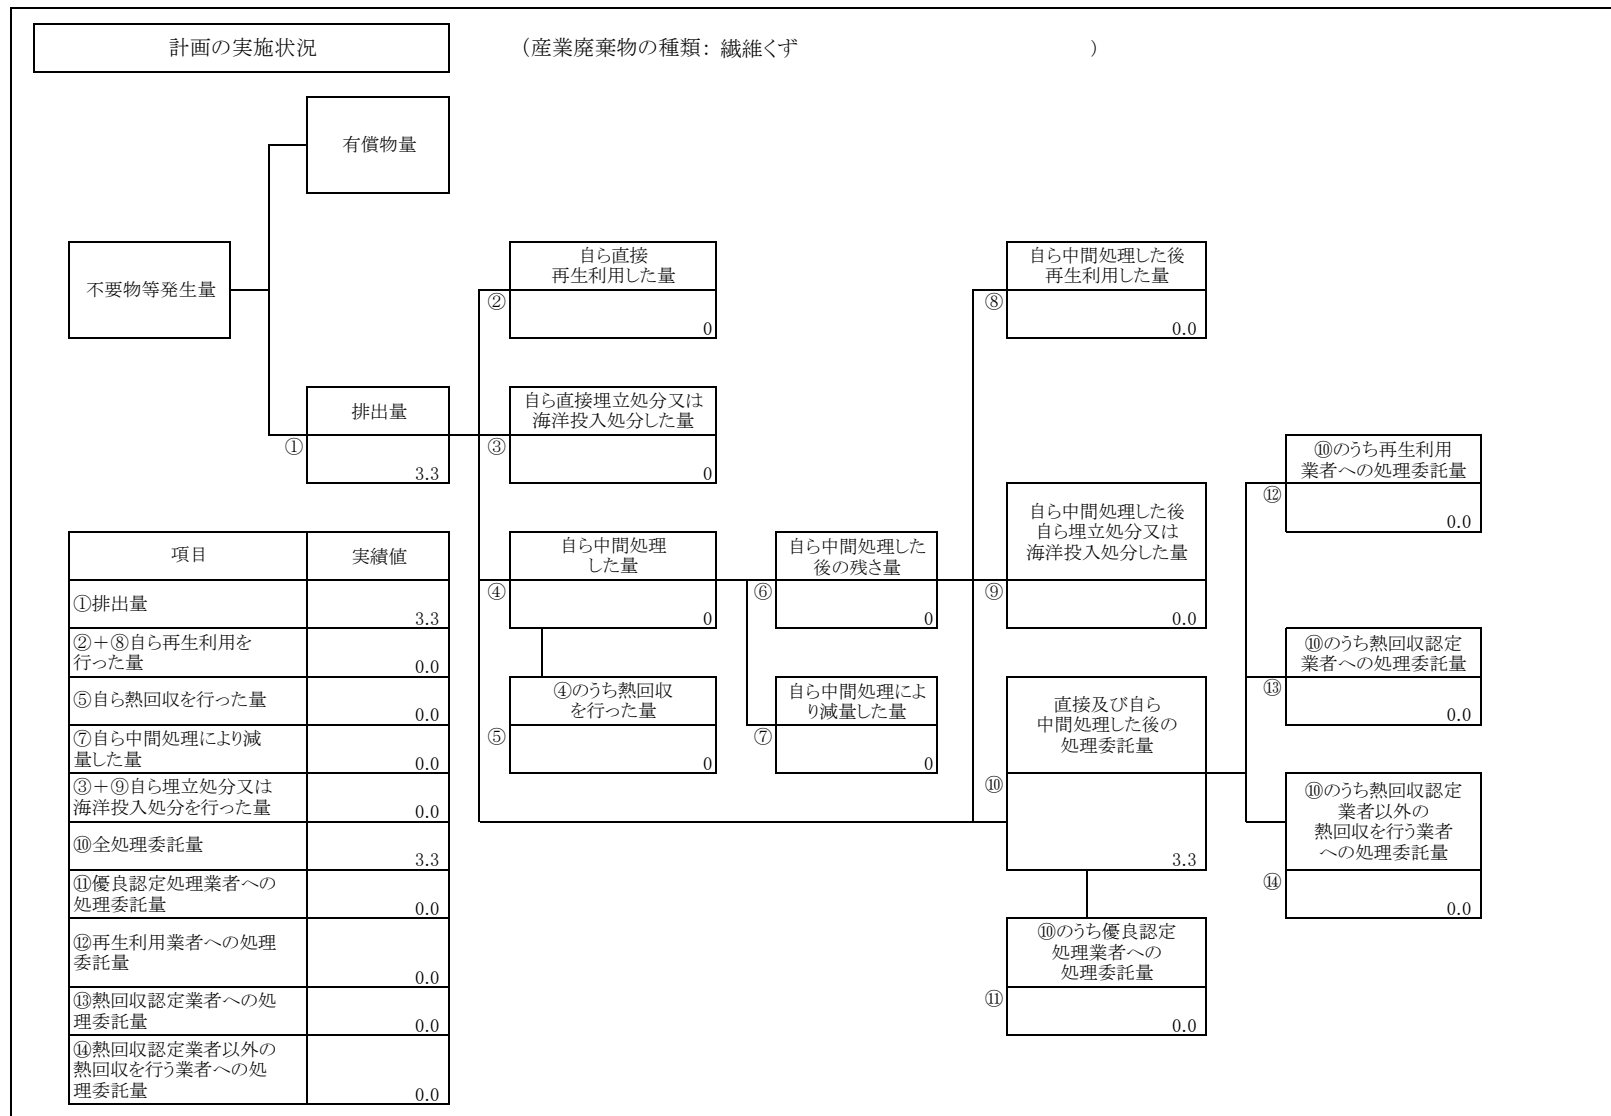 計画の実施状況
（産業廃棄物の種類：繊維くず　　　　　　　　　　　　　　　　　　）
有償物量
不要物等発生量
自ら直接
再生利用した量
②
0
自ら中間処理した後
再生利用した量
⑧
0.0
排出量
①
3.3
自ら直接埋立処分又は
海洋投入処分した量
③
0
⑩のうち再生利用
業者への処理委託量
⑫
0.0
自ら中間処理
した量
④
0
自ら中間処理した
後の残さ量
⑥
0
自ら中間処理した後
自ら埋立処分又は
海洋投入処分した量
⑨
0.0
⑩のうち熱回収認定
業者への処理委託量
⑬
0.0
④のうち熱回収
を行った量
⑤
0
自ら中間処理によ
り減量した量
⑦
0
直接及び自ら
中間処理した後の
処理委託量
⑩
3.3
⑩のうち熱回収認定
業者以外の
熱回収を行う業者
への処理委託量
⑭
0.0
⑩のうち優良認定
処理業者への
処理委託量
⑪
0.0
項目 実績値
①排出量
3.3
②＋⑧自ら再生利用を
行った量
0.0
⑤自ら熱回収を行った量
0.0
⑦自ら中間処理により減
量した量
0.0
③＋⑨自ら埋立処分又は
海洋投入処分を行った量
0.0
⑩全処理委託量
3.3
⑪優良認定処理業者への
処理委託量
0.0
⑫再生利用業者への処理
委託量
0.0
⑬熱回収認定業者への処
理委託量
0.0
⑭熱回収認定業者以外の
熱回収を行う業者への処
理委託量
0.0